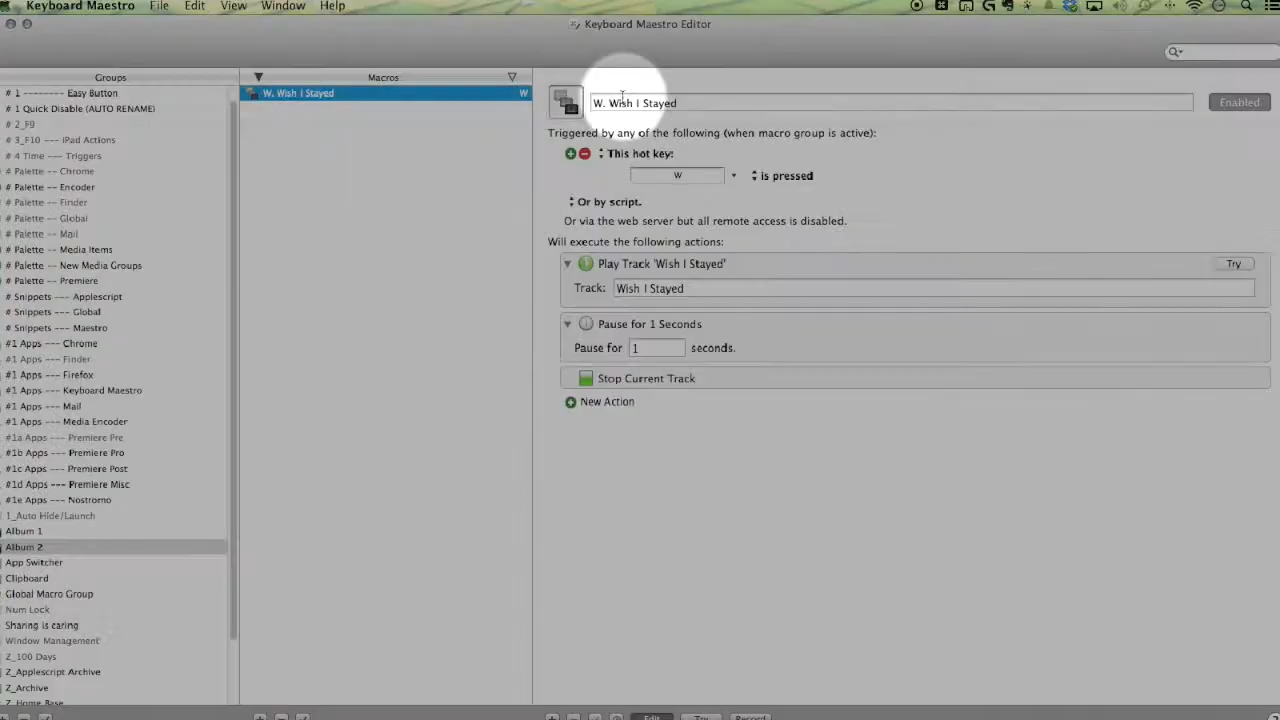 Keyboard Maestro File Edit View Window Help
Keyboard Maestro Editor
Groups
# 1 -------- Easy Button
# 1 Quick Disable (AUTO RENAME)
# 2_F9
# 3_F10 --- iPad Actions
# 4 Time --- Triggers
# Palette -- Chrome
# Palette -- Encoder
# Palette -- Finder
# Palette -- Global
# Palette -- Mail
# Palette -- Media Items
# Palette -- New Media Groups
# Palette -- Premiere
# Snippets --- Applescript
# Snippets --- Global
# Snippets --- Maestro
#1 Apps --- Chrome
#1 Apps --- Finder
#1 Apps --- Firefox
#1 Apps --- Keyboard Maestro
#1 Apps --- Mail
#1 Apps --- Media Encoder
#1a Apps --- Premiere Pre
#1b Apps --- Premiere Pro
#1c Apps --- Premiere Post
#1d Apps --- Premiere Misc
#1e Apps --- Nostromo
1_Auto Hide/Launch
Album 1
Album 2
App Switcher
Clipboard
Global Macro Group
Num Lock
Sharing is caring
Window Management
Z_100 Days
Z_Applescript Archive
Z_Archive
Z_Home Base
Macros
W. Wish I Stayed W
W. Wish I Stayed
Enabled
Triggered by any of the following (when macro group is active):
This hot key:
W is pressed
Or by script.
Or via the web server but all remote access is disabled.
Will execute the following actions:
Play Track 'Wish I Stayed' Try
Track: Wish I Stayed
Pause for 1 Seconds
Pause for 1 seconds.
Stop Current Track
New Action
Edit Try Record